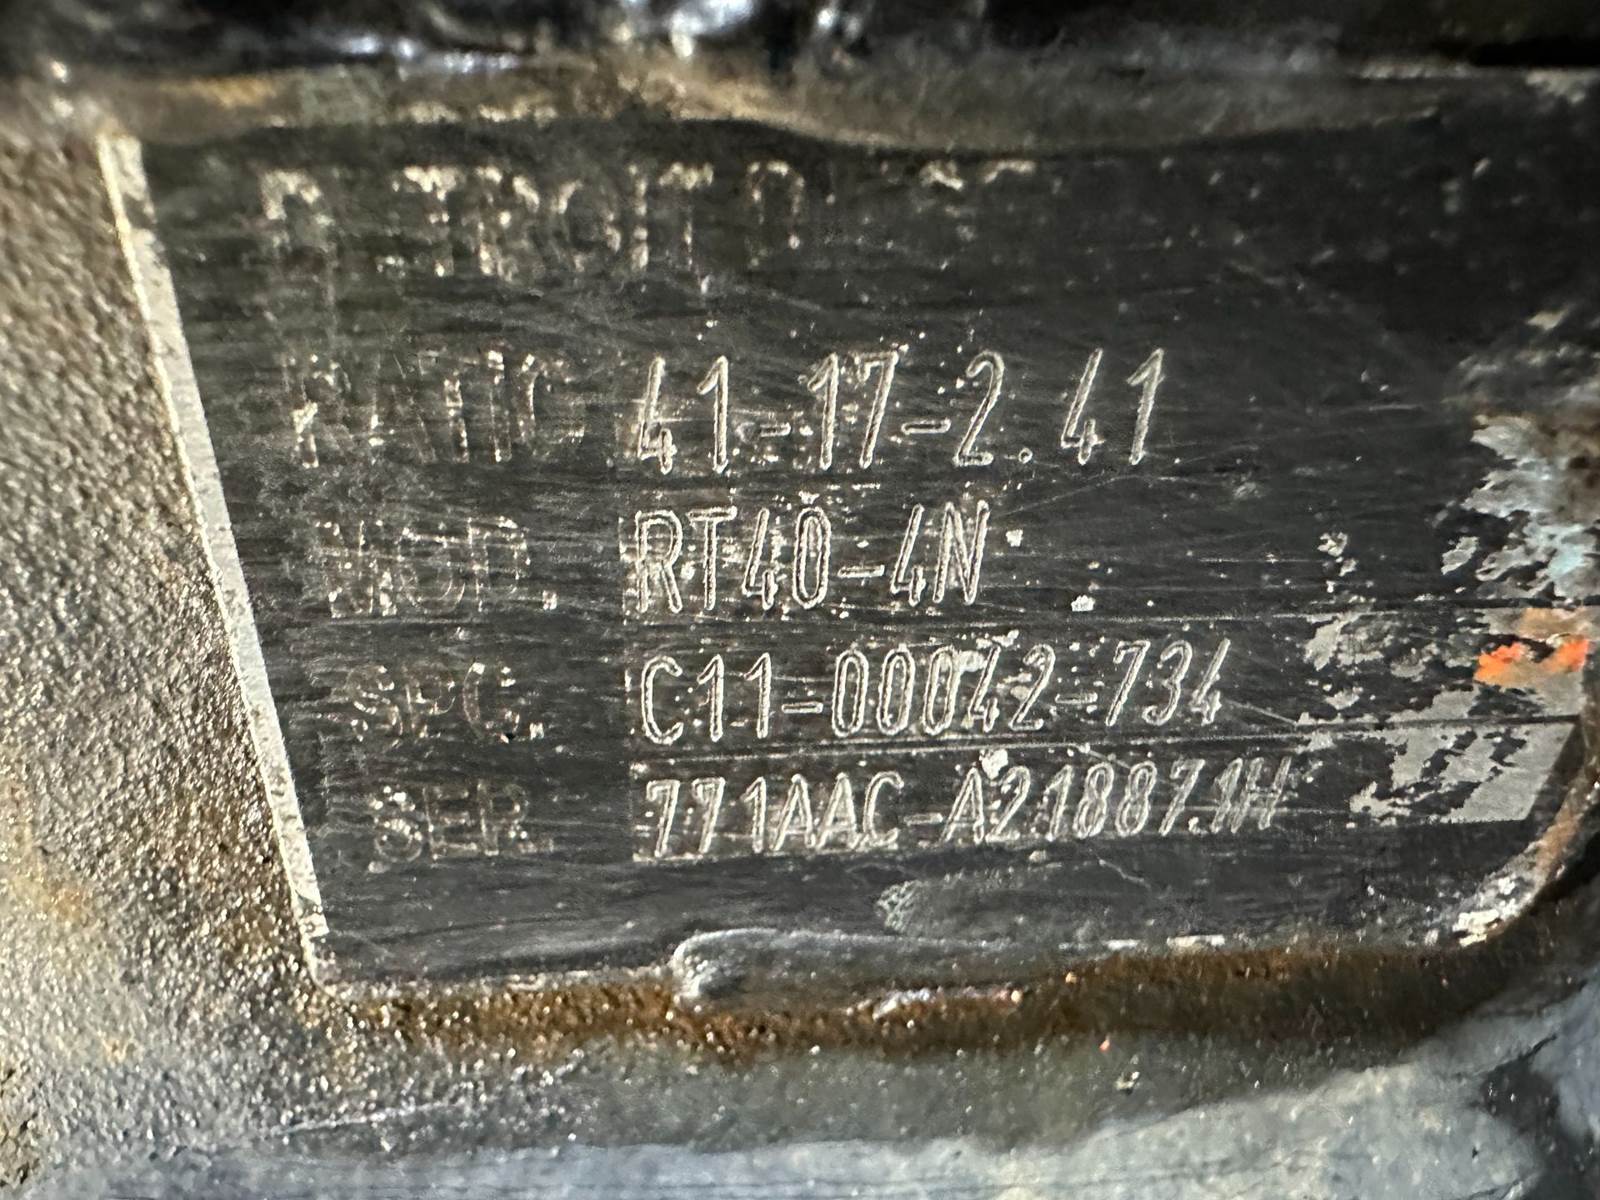 RATIO 41-17-2.41
MOD. RT40-4N
SPC. C11-00042-734
SER. 771AAC-A218871H